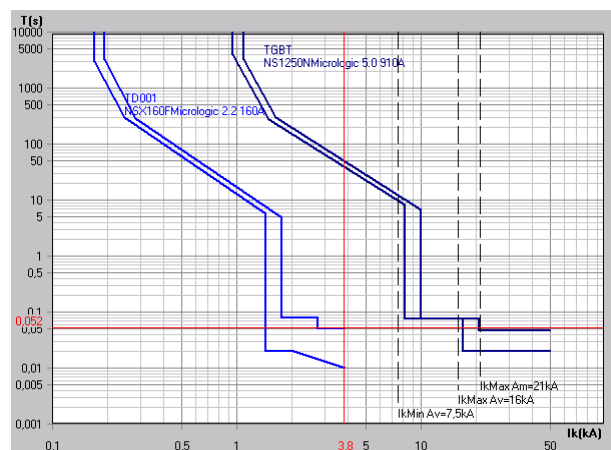 T(s)
10000
5000
1000
500
100
50
10
5
1
0,5
0.1
0,052
0,05
0,01
0,005
0,001
TGBT
NS1250NMicrologic 5.0 910A
TD001
NSX160FMicrologic 2.2 160A
IkMax Am=21kA
IkMax Av=16kA
IkMin Av=7,5kA
Ik(kA)
0.1 0,5 1 3.8 5 10 50